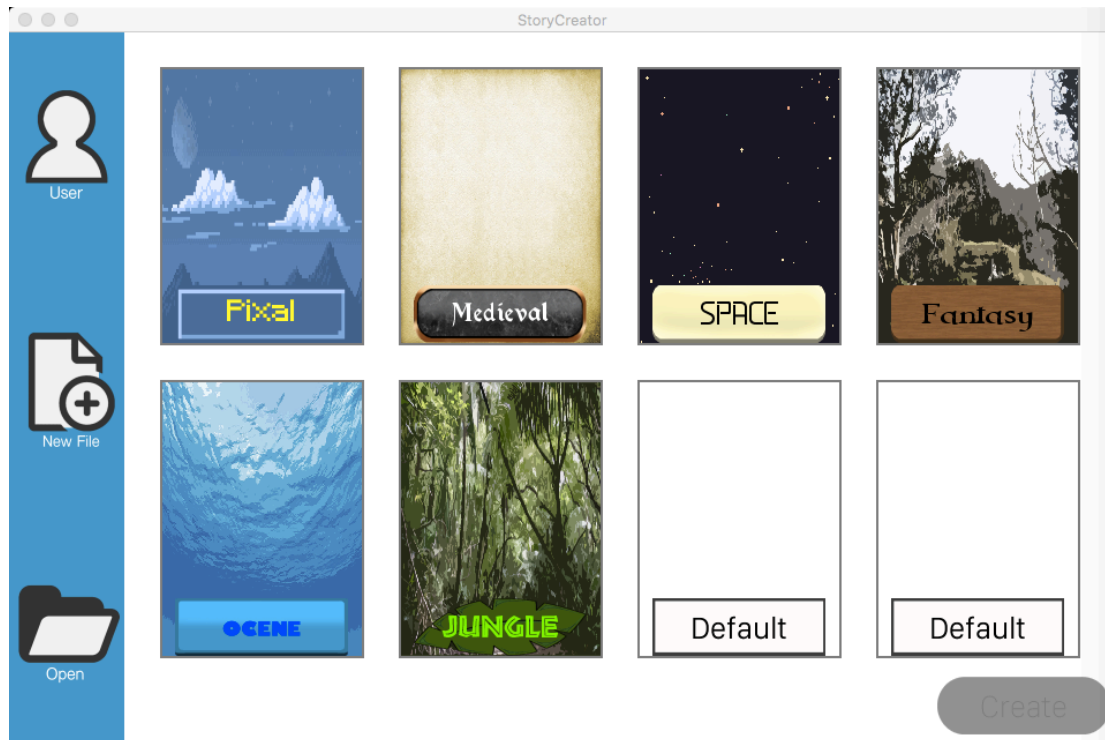 StoryCreator
User
New File
Open
Pixal
Medieval
SPACE
Fantasy
OCENE
JUNGLE
Default
Default
Create